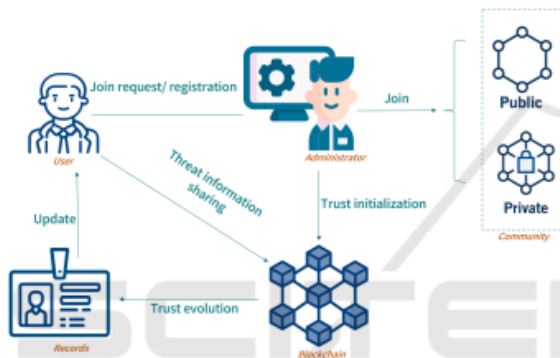 Join request/ registration
Join
Public
User
Administrator
Threat information
sharing
Trust initialization
Private
Community
Update
Trust evolution
Records
Blockchain